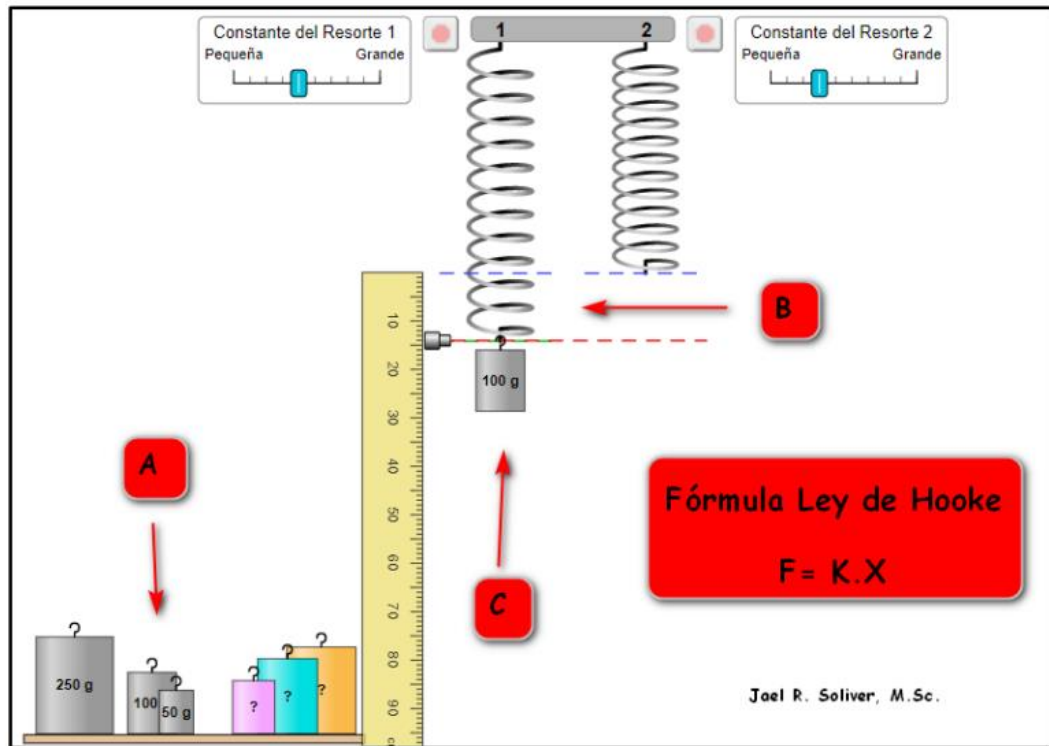 Constante del Resorte 1
Pequeña Grande
1 2
Constante del Resorte 2
Pequeña Grande
B
10
100 g
20
30
A
40
Fórmula Ley de Hooke
50
F= K.X
60
C
70
250 g
100
50 g
?
?
?
80
90
Jael R. Soliver, M.Sc.